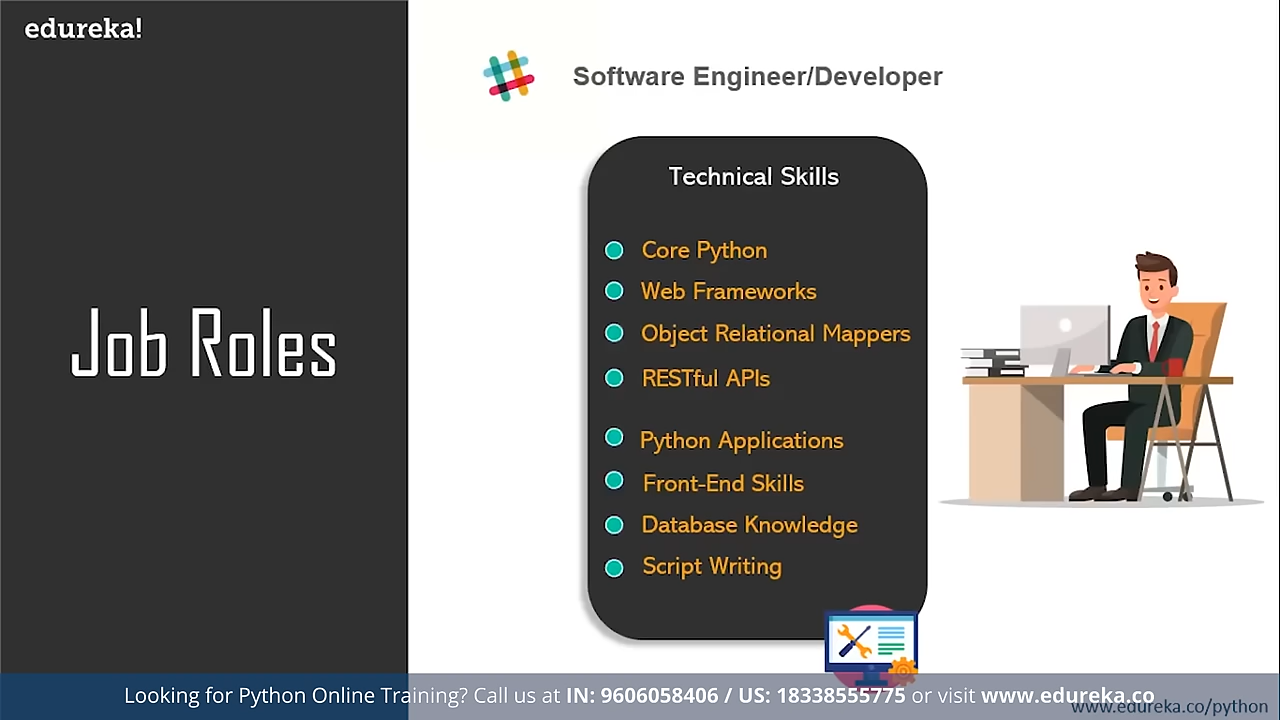 edureka!
Job Roles
Software Engineer/Developer
Technical Skills
Core Python
Web Frameworks
Object Relational Mappers
RESTful APIs
Python Applications
Front-End Skills
Database Knowledge
Script Writing
Looking for Python Online Training? Call us at IN: 9606058406 / US: 18338555775 or visit www.edureka.co
www.edureka.co/python